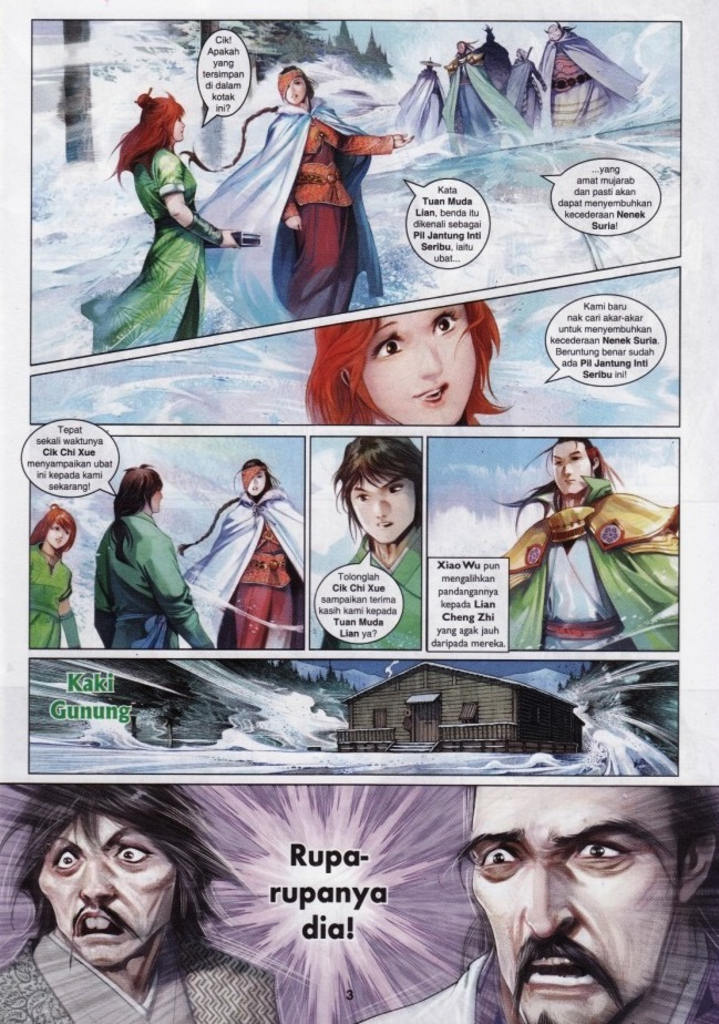 Cik!
Apakah
yang
tersimpan
di dalam
kotak
ini?
Kata
Tuan Muda
Lian, benda itu
dikenali sebagai
Pil Jantung Inti
Seribu, iaitu
ubat...
...yang
amat mujarab
dan pasti akan
dapat menyembuhkan
kecederaan Nenek
Suria!
Kami baru
nak cari akar-akar
untuk menyembuhkan
kecederaan Nenek Suria.
Beruntung benar sudah
ada Pil Jantung Inti
Seribu ini!
Tepat
sekali waktunya
Cik Chi Xue
menyampaikan ubat
ini kepada kami
sekarang!
Tolonglah
Cik Chi Xue
sampaikan terima
kasih kami kepada
Tuan Muda
Lian ya?
Xiao Wu pun
mengalihkan
pandangannya
kepada Lian
Cheng Zhi
yang agak jauh
daripada mereka.
Kaki
Gunung
Rupa-
rupanya
dia!
3